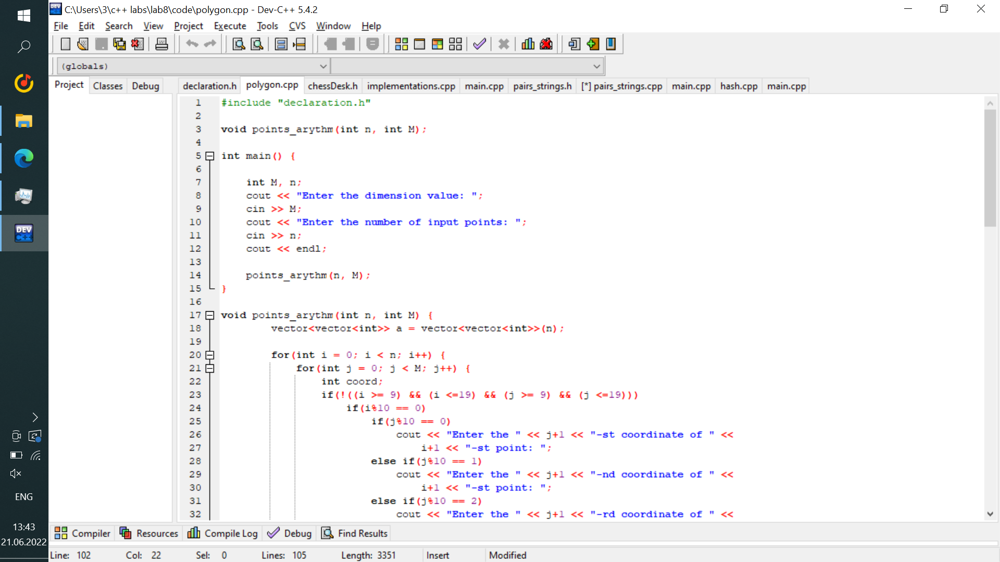 C:\Users\3\c++ labs\lab8\code\polygon.cpp - Dev-C++ 5.4.2
File Edit Search View Project Execute Tools CVS Window Help
(globals)
Project Classes Debug
declaration.h polygon.cpp chessDesk.h implementations.cpp main.cpp pairs_strings.h [*] pairs_strings.cpp main.cpp hash.cpp main.cpp
1 #include "declaration.h"
2
3 void points_arythm(int n, int M);
4
5 int main() {
6
7 int M, n;
8 cout << "Enter the dimension value: ";
9 cin >> M;
10 cout << "Enter the number of input points: ";
11 cin >> n;
12 cout << endl;
13
14 points_arythm(n, M);
15 }
16
17 void points_arythm(int n, int M) {
18 vector<vector<int>> a = vector<vector<int>>(n);
19
20 for(int i = 0; i < n; i++) {
21 for(int j = 0; j < M; j++) {
22 int coord;
23 if(!((i >= 9) && (i <=19) && (j >= 9) && (j <=19)))
24 if(i%10 == 0)
25 if(j%10 == 0)
26 cout << "Enter the " << j+1 << "-st coordinate of " <<
27 i+1 << "-st point: ";
28 else if(j%10 == 1)
29 cout << "Enter the " << j+1 << "-nd coordinate of " <<
30 i+1 << "-st point: ";
31 else if(j%10 == 2)
32 cout << "Enter the " << j+1 << "-rd coordinate of " <<
Compiler Resources Compile Log Debug Find Results
Line: 102 Col: 22 Sel: 0 Lines: 105 Length: 3351 Insert Modified
DEV C++
ENG
13:43
21.06.2022